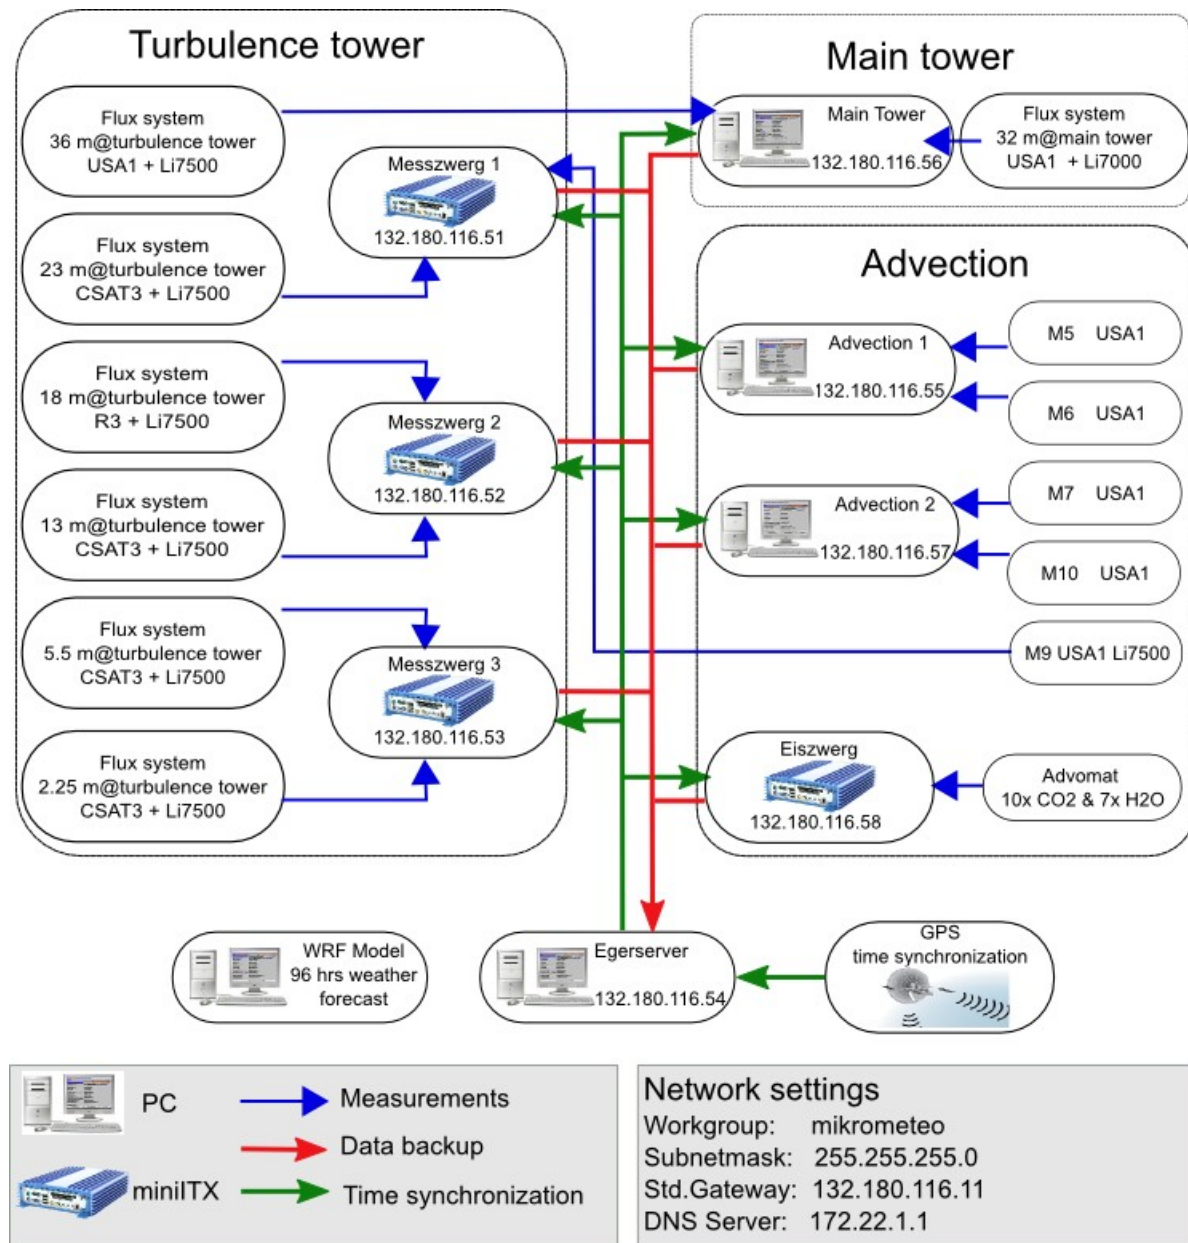 Turbulence tower
Flux system
36 m@turbulence tower
USA1 + Li7500
Messzwerg 1
132.180.116.51
Flux system
23 m@turbulence tower
CSAT3 + Li7500
Flux system
18 m@turbulence tower
R3 + Li7500
Messzwerg 2
132.180.116.52
Flux system
13 m@turbulence tower
CSAT3 + Li7500
Flux system
5.5 m@turbulence tower
CSAT3 + Li7500
Messzwerg 3
132.180.116.53
Flux system
2.25 m@turbulence tower
CSAT3 + Li7500
Main tower
Main Tower
132.180.116.56
Flux system
32 m@main tower
USA1 + Li7000
Advection
Advection 1
132.180.116.55
M5 USA1
M6 USA1
Advection 2
132.180.116.57
M7 USA1
M10 USA1
M9 USA1 Li7500
Eiszwerg
132.180.116.58
Advomat
10x CO2 & 7x H2O
WRF Model
96 hrs weather
forecast
Egerserver
132.180.116.54
GPS
time synchronization
PC
Measurements
Data backup
miniITX
Time synchronization
Network settings
Workgroup: mikrometeo
Subnetmask: 255.255.255.0
Std.Gateway: 132.180.116.11
DNS Server: 172.22.1.1